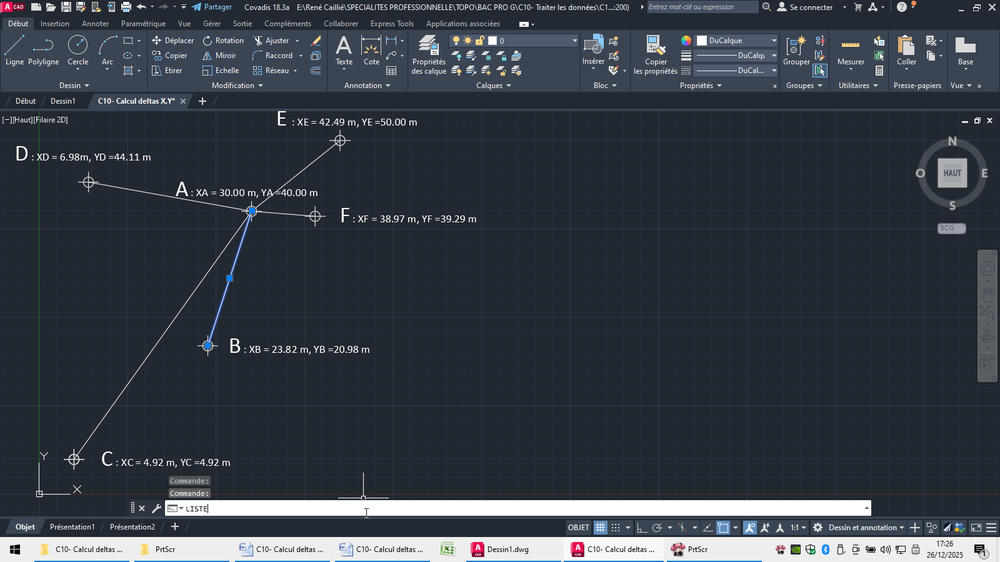 A CAD
Partager
Covadis 18.3a E:\René Caillié\SPECIALITES PROFESSIONNELLE\TOPO\BAC PRO G\C10- Traiter les données\C1...:200)
Entrez mot-clé ou expression
Se connecter
Début Insertion Annoter Paramétrique Vue Gérer Sortie Express Tools
Compléments Collaborer Applications associées
Ligne Polyligne Cercle Arc
Déplacer Rotation Ajuster
Copier Miroir Raccord
Etirer Echelle Réseau
Texte Cote
Propriétés
des calque
0
Insérer
Copier
les propriétés
DuCalque
DuCalqu
DuCal...
Grouper
Mesurer
Coller
Base
Dessin Modification Annotation Calques Bloc Propriétés Groupes Utilitaires Presse-papiers Vue
Début Dessin1 C10- Calcul deltas X,Y*
[−][Haut][Filaire 2D]
E : XE = 42.49 m, YE =50.00 m
D : XD = 6.98m, YD =44.11 m
A : XA = 30.00 m, YA =40.00 m
F : XF = 38.97 m, YF =39.29 m
B : XB = 23.82 m, YB =20.98 m
C : XC = 4.92 m, YC =4.92 m
N
O HAUT E
S
SCG
Y
X
Commande:
Commande:
LISTE
Objet Présentation1 Présentation2
OBJET
1:1
Dessin et annotation
C10- Calcul deltas ...
PrtScr
C10- Calcul deltas ...
C10- Calcul deltas ...
Dessin1.dwg
C10- Calcul deltas ...
PrtScr
17:26
26/12/2025
1